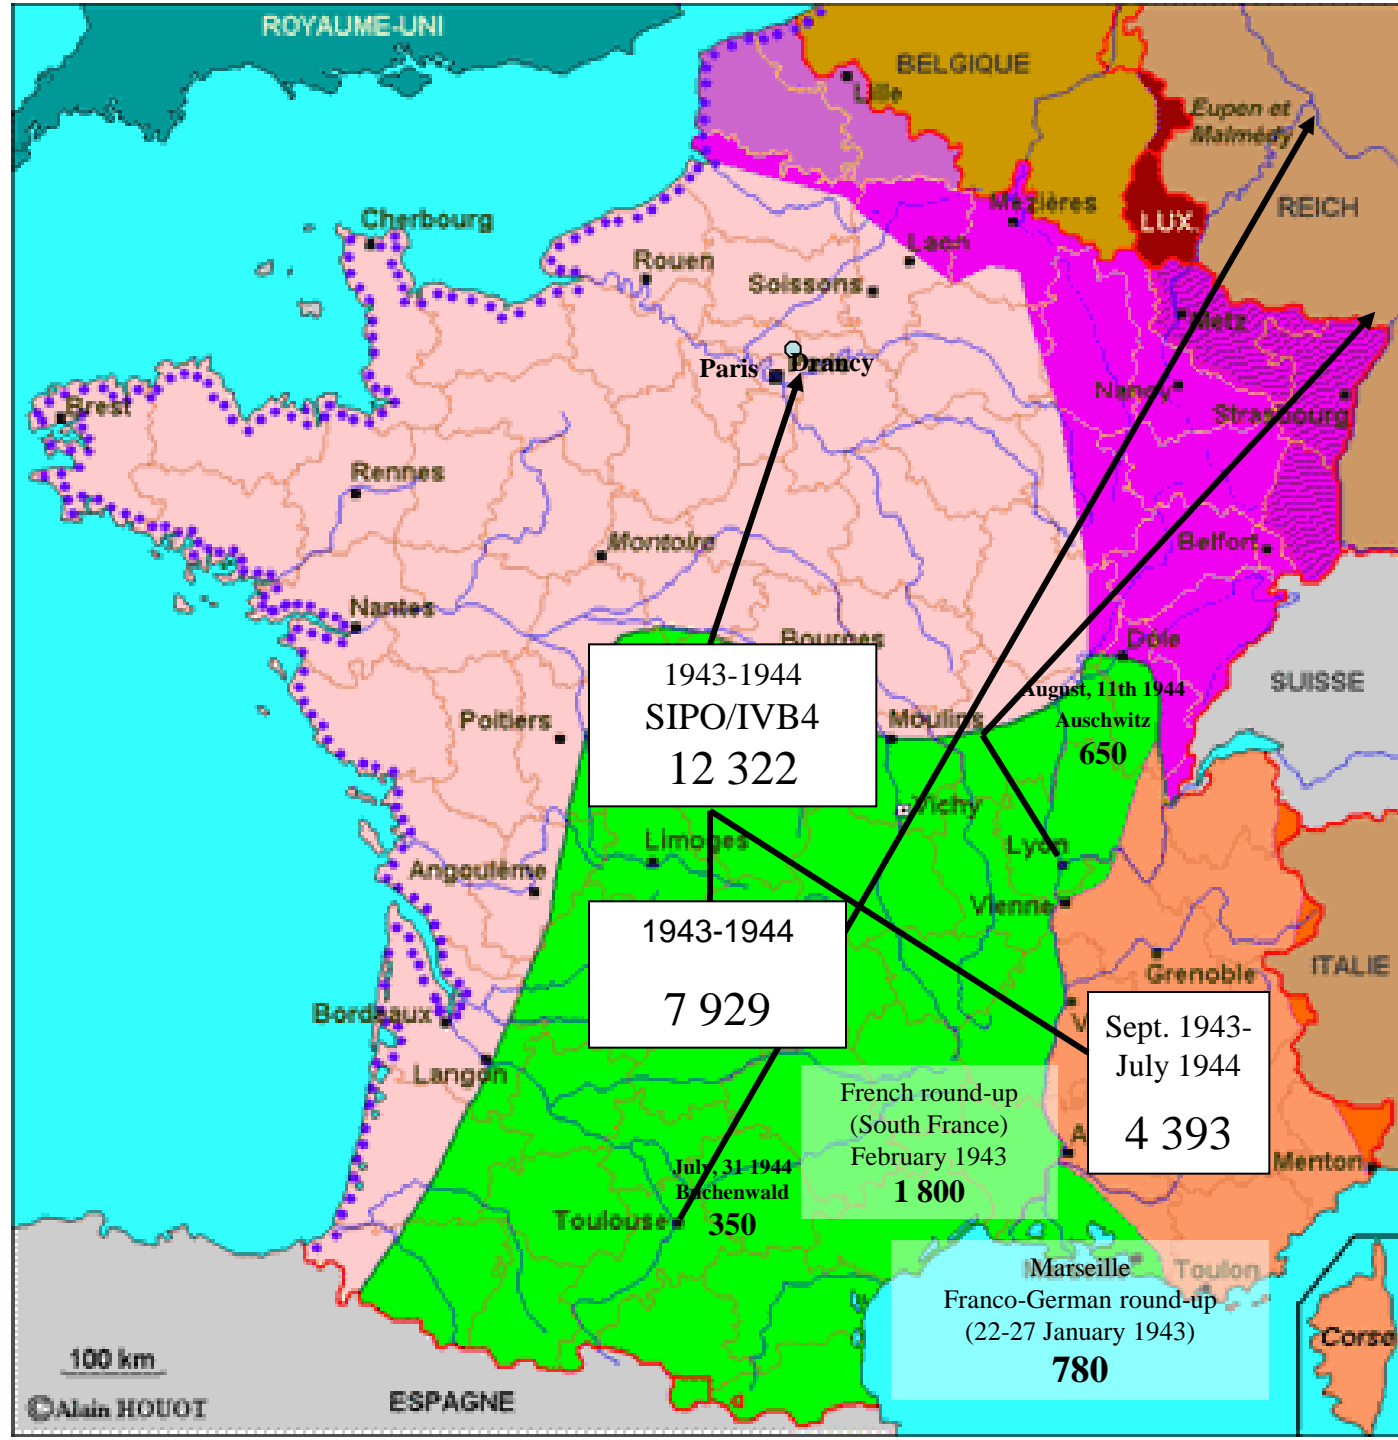 ROYAUME-UNI
BELGIQUE
Lille
Eupen et
Malmédy
REICH
Mézières
LUX
Cherbourg
Laon
Rouen
Soissons
Metz
Drancy
Paris
Nancy
Strasbourg
Brest
Rennes
Montoire
Belfort
Nantes
Bourges
Dôle
1943-1944
SIPO/IVB4
12 322
SUISSE
August, 11th 1944
Auschwitz
650
Poitiers
Moulins
Vichy
Limoges
Lyon
Angoulême
Vienne
1943-1944
7 929
Grenoble
ITALIE
Bordeaux
V
Sept. 1943-
July 1944
4 393
Langon
French round-up
(South France)
February 1943
1 800
A
Menton
July, 31 1944
Buchenwald
350
Toulouse
Marseille
Toulon
Marseille
Franco-German round-up
(22-27 January 1943)
780
Corse
100 km
ESPAGNE
©Alain HOUOT